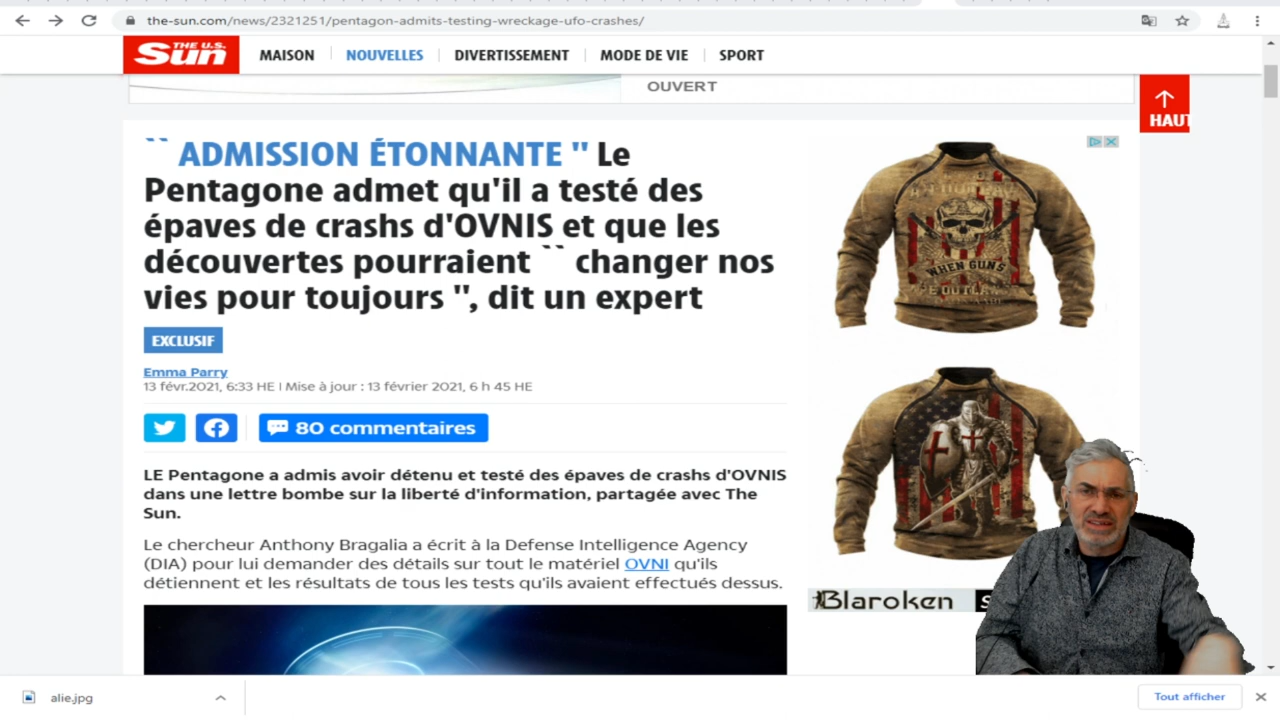 the-sun.com/news/2321251/pentagon-admits-testing-wreckage-ufo-crashes/
THE U.S. Sun
MAISON NOUVELLES DIVERTISSEMENT MODE DE VIE SPORT
OUVERT
HAUT
`` ADMISSION ÉTONNANTE '' Le
Pentagone admet qu'il a testé des
épaves de crashs d'OVNIS et que les
découvertes pourraient `` changer nos
vies pour toujours '', dit un expert
EXCLUSIF
Emma Parry
13 févr.2021, 6:33 HE | Mise à jour : 13 février 2021, 6 h 45 HE
80 commentaires
LE Pentagone a admis avoir détenu et testé des épaves de crashs d'OVNIS
dans une lettre bombe sur la liberté d'information, partagée avec The
Sun.
Le chercheur Anthony Bragalia a écrit à la Defense Intelligence Agency
(DIA) pour lui demander des détails sur tout le matériel OVNI qu'ils
détiennent et les résultats de tous les tests qu'ils avaient effectués dessus.
WHEN GUNS
Blaroken S
alie.jpg
Tout afficher